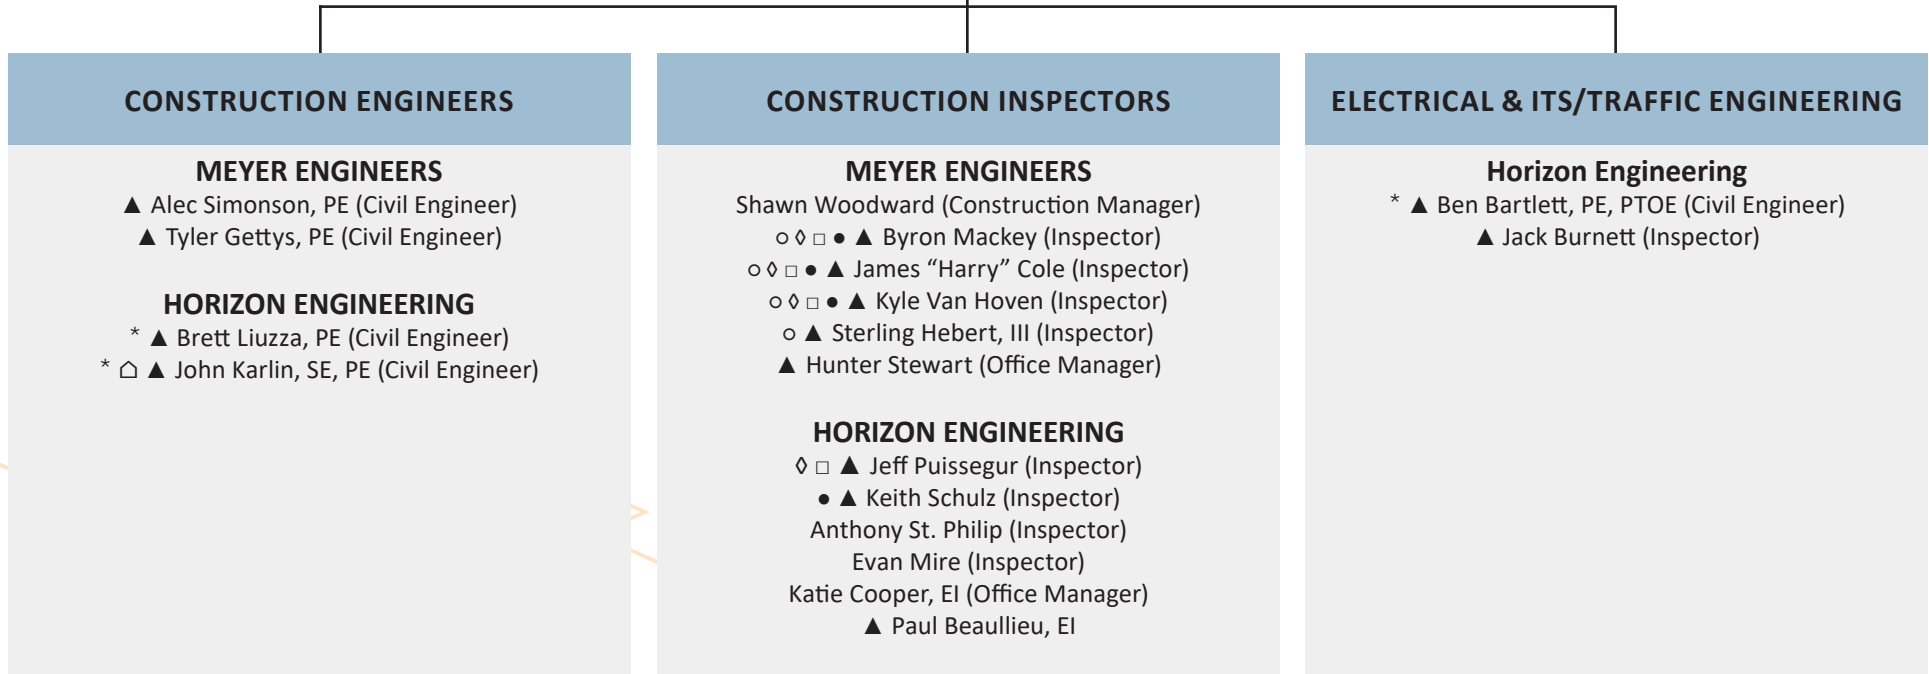 CONSTRUCTION ENGINEERS
MEYER ENGINEERS
▲ Alec Simonson, PE (Civil Engineer)
▲ Tyler Gettys, PE (Civil Engineer)
HORIZON ENGINEERING
* ▲ Brett Liuzza, PE (Civil Engineer)
* ⌂ ▲ John Karlin, SE, PE (Civil Engineer)
CONSTRUCTION INSPECTORS
MEYER ENGINEERS
Shawn Woodward (Construction Manager)
○ ◊ □ ● ▲ Byron Mackey (Inspector)
○ ◊ □ ● ▲ James “Harry” Cole (Inspector)
○ ◊ □ ● ▲ Kyle Van Hoven (Inspector)
○ ▲ Sterling Hebert, III (Inspector)
▲ Hunter Stewart (Office Manager)
HORIZON ENGINEERING
◊ □ ▲ Jeff Puissegur (Inspector)
● ▲ Keith Schulz (Inspector)
Anthony St. Philip (Inspector)
Evan Mire (Inspector)
Katie Cooper, EI (Office Manager)
▲ Paul Beaullieu, EI
ELECTRICAL & ITS/TRAFFIC ENGINEERING
Horizon Engineering
* ▲ Ben Bartlett, PE, PTOE (Civil Engineer)
▲ Jack Burnett (Inspector)